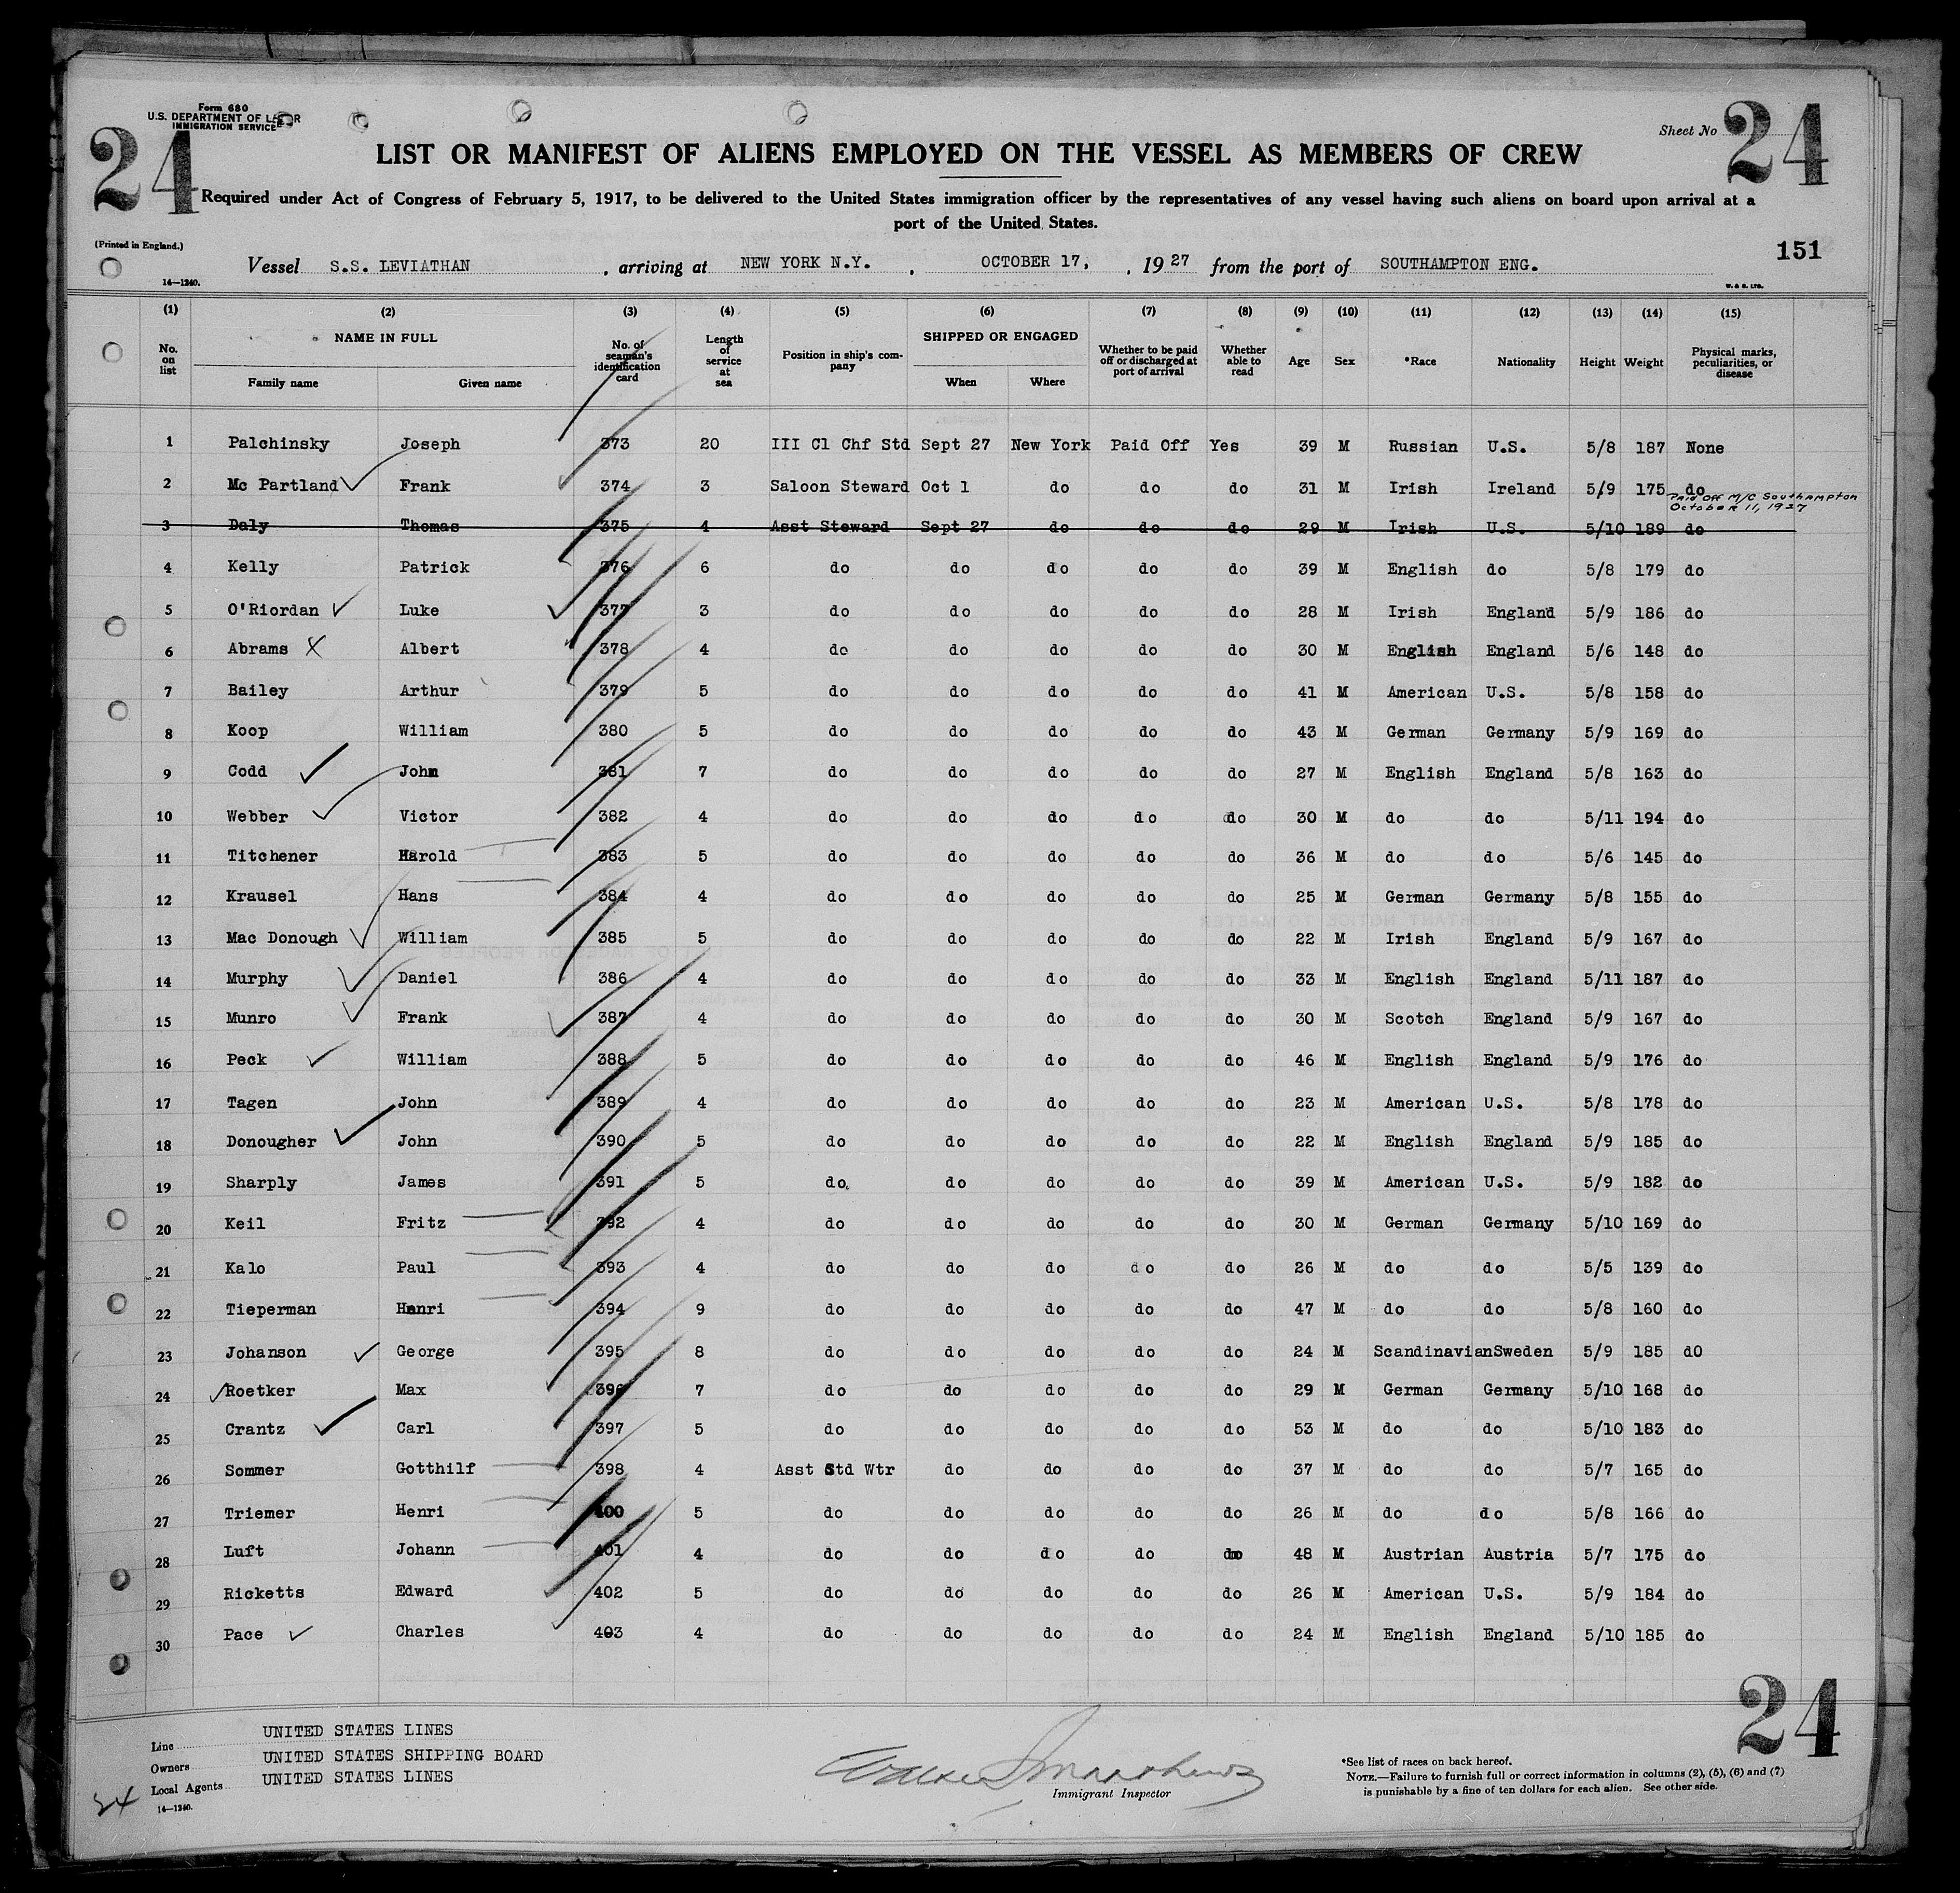 Form 680
U.S. DEPARTMENT OF LABOR
IMMIGRATION SERVICE
24
Sheet No 24
LIST OR MANIFEST OF ALIENS EMPLOYED ON THE VESSEL AS MEMBERS OF CREW
Required under Act of Congress of February 5, 1917, to be delivered to the United States immigration officer by the representatives of any vessel having such aliens on board upon arrival at a
port of the United States.
(Printed in England.)
151
Vessel S.S. LEVIATHAN , arriving at NEW YORK N.Y. , OCTOBER 17, , 1927 from the port of SOUTHAMPTON ENG.
14—1240.
W. & S. LTD.
(1) (2) (3) (4) (5) (6) (7) (8) (9) (10) (11) (12) (13) (14) (15)
No. on list NAME IN FULL Family name Given name No. of seaman's identification card Length of service at sea Position in ship's company SHIPPED OR ENGAGED When Where Whether to be paid off or discharged at port of arrival Whether able to read Age Sex *Race Nationality Height Weight Physical marks, peculiarities, or disease
1 Palchinsky Joseph 373 20 III Cl Chf Std Sept 27 New York Paid Off Yes 39 M Russian U.S. 5/8 187 None
2 Mc Partland Frank 374 3 Saloon Steward Oct 1 do do do 31 M Irish Ireland 5/9 175 do
Paid Off M/C Southampton
October 11, 1927
3 Daly Thomas 375 4 Asst Steward Sept 27 do do do 29 M Irish U.S. 5/10 189 do
4 Kelly Patrick 376 6 do do do do do 39 M English do 5/8 179 do
5 O'Riordan Luke 377 3 do do do do do 28 M Irish England 5/9 186 do
6 Abrams X Albert 378 4 do do do do do 30 M English England 5/6 148 do
7 Bailey Arthur 379 5 do do do do do 41 M American U.S. 5/8 158 do
8 Koop William 380 5 do do do do do 43 M German Germany 5/9 169 do
9 Codd John 381 7 do do do do do 27 M English England 5/8 163 do
10 Webber Victor 382 4 do do do do do 30 M do do 5/11 194 do
11 Titchener Harold 383 5 do do do do do 36 M do do 5/6 145 do
12 Krausel Hans 384 4 do do do do do 25 M German Germany 5/8 155 do
13 Mac Donough William 385 5 do do do do do 22 M Irish England 5/9 167 do
14 Murphy Daniel 386 4 do do do do do 33 M English England 5/11 187 do
15 Munro Frank 387 4 do do do do do 30 M Scotch England 5/9 167 do
16 Peck William 388 5 do do do do do 46 M English England 5/9 176 do
17 Tagen John 389 4 do do do do do 23 M American U.S. 5/8 178 do
18 Donougher John 390 5 do do do do do 22 M English England 5/9 185 do
19 Sharply James 391 5 do. do do do do 39 M American U.S. 5/9 182 do
20 Keil Fritz 392 4 do do do do do 30 M German Germany 5/10 169 do
21 Kalo Paul 393 4 do do do do do 26 M do do 5/5 139 do
22 Tieperman Henri 394 9 do do do do do 47 M do do 5/8 160 do
23 Johanson George 395 8 do do do do do 24 M Scandinavian Sweden 5/9 185 dO
24 Roetker Max 396 7 do do do do do 29 M German Germany 5/10 168 do
25 Crantz Carl 397 5 do do do do do 53 M do do 5/10 183 do
26 Sommer Gotthilf 398 4 Asst Std Wtr do do do do 37 M do do 5/7 165 do
27 Triemer Henri 400 5 do do do do do 26 M do do 5/8 166 do
28 Luft Johann 401 4 do do do do do 48 M Austrian Austria 5/7 175 do
29 Ricketts Edward 402 5 do do do do do 26 M American U.S. 5/9 184 do
30 Pace Charles 403 4 do do do do do 24 M English England 5/10 185 do
24
Line UNITED STATES LINES
Owners UNITED STATES SHIPPING BOARD
Local Agents UNITED STATES LINES
24
14—1240.
Immigrant Inspector
*See list of races on back hereof.
NOTE.—Failure to furnish full or correct information in columns (2), (5), (6) and (7)
is punishable by a fine of ten dollars for each alien. See other side.